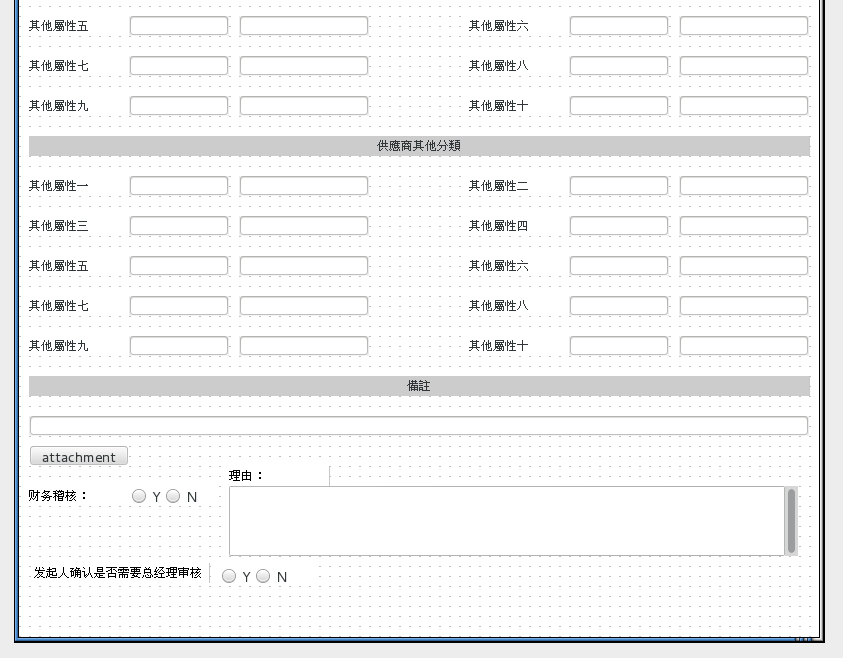 其他屬性五 其他屬性六
其他屬性七 其他屬性八
其他屬性九 其他屬性十
供應商其他分類
其他屬性一 其他屬性二
其他屬性三 其他屬性四
其他屬性五 其他屬性六
其他屬性七 其他屬性八
其他屬性九 其他屬性十
備註
attachment
理由：
财务稽核： Y N
发起人确认是否需要总经理审核 Y N